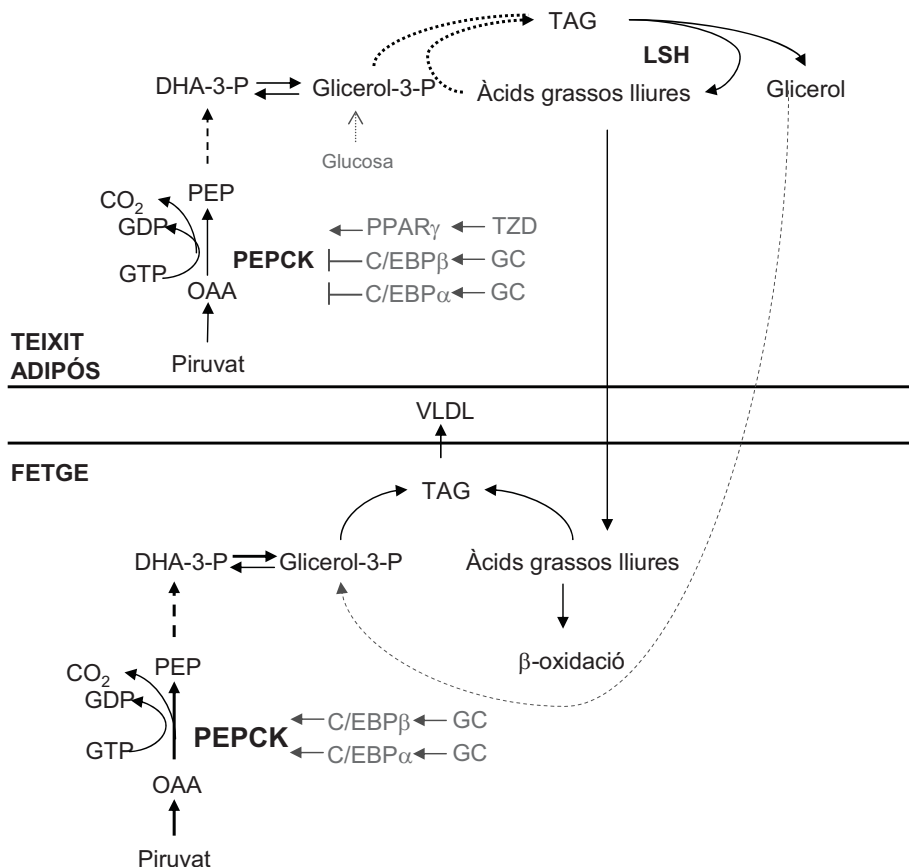 TAG
LSH
DHA-3-P
Glicerol-3-P
Àcids grassos lliures
Glicerol
Glucosa
PEP
CO2
GDP
GTP
OAA
PEPCK
PPARγ
TZD
C/EBPβ
GC
C/EBPα
GC
Piruvat
TEIXIT
ADIPÓS
VLDL
FETGE
TAG
DHA-3-P
Glicerol-3-P
Àcids grassos lliures
β-oxidació
PEP
CO2
GDP
GTP
OAA
PEPCK
C/EBPβ
GC
C/EBPα
GC
Piruvat